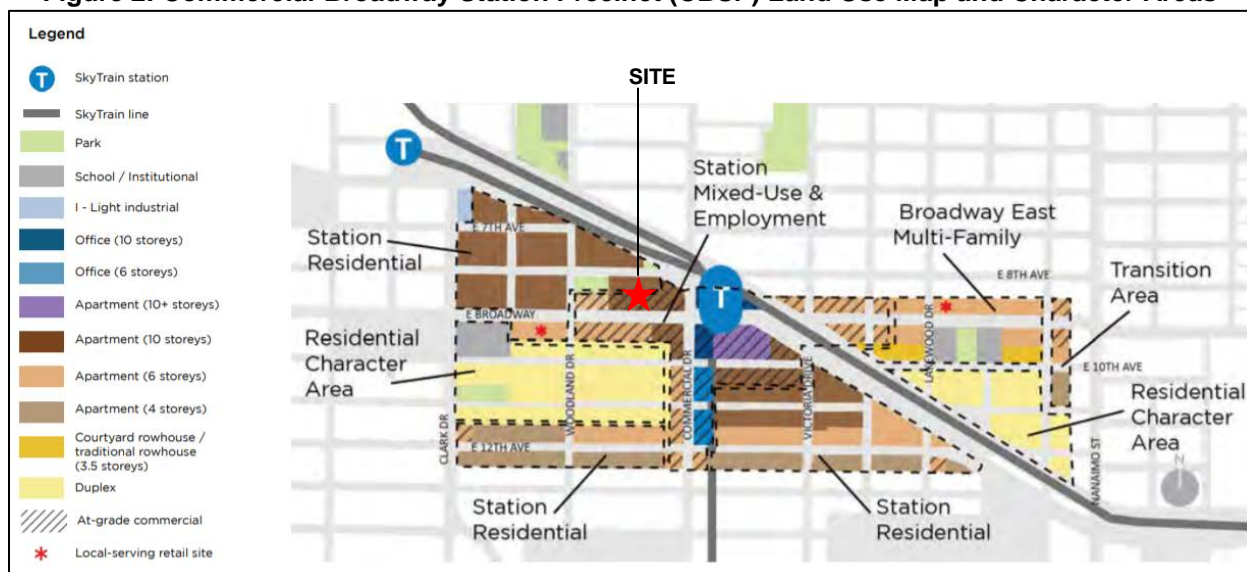 Figure 2: Commercial-Broadway Station Precinct (CBSP) Land Use Map and Character Areas
Legend
T
SkyTrain station
SkyTrain line
Park
School / Institutional
I - Light industrial
Office (10 storeys)
Office (6 storeys)
Apartment (10+ storeys)
Apartment (10 storeys)
Apartment (6 storeys)
Apartment (4 storeys)
Courtyard rowhouse /
traditional rowhouse
(3.5 storeys)
Duplex
At-grade commercial
Local-serving retail site
SITE
T
Station
Mixed-Use &
Employment
Broadway East
Multi-Family
Station
Residential
E 7TH AVE
E 8TH AVE
Transition
Area
T
E BROADWAY
LAKEWOOD DR
Residential
Character
Area
E 10TH AVE
WOODLAND DR
COMMERCIAL DR
VICTORIA DRIVE
CLARK DR
E 12TH AVE
Residential
Character
Area
NANAIMO ST
N
Station
Residential
Station
Residential